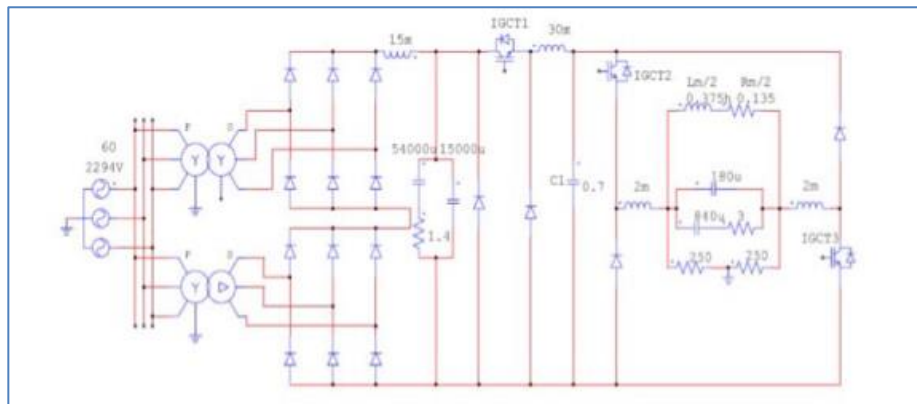 IGCT1
15m
30m
IGCT2
Lm/2 Rm/2
0.375h 0.135
P S
60
2294V
Y Y
54000u 15000u
C1
0.7
180u
2m
2m
840u 3
1.4
IGCT3
250 250
P S
Y